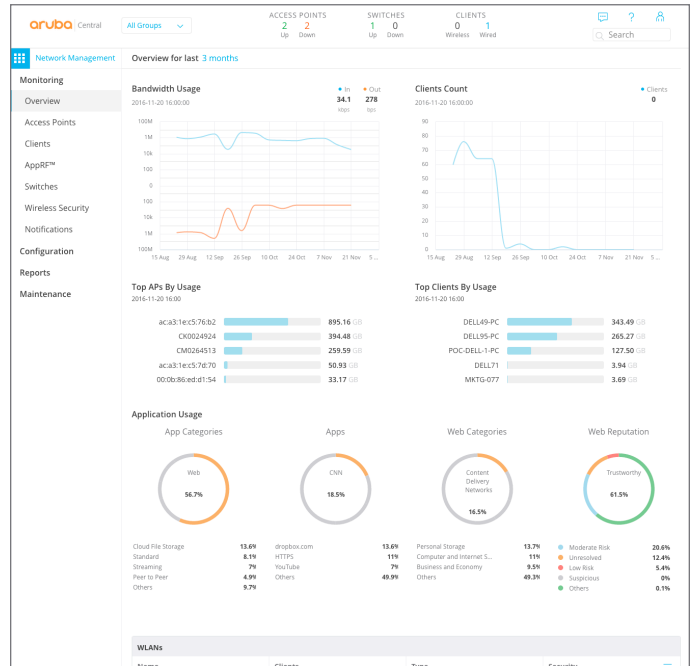 aruba Central
All Groups
ACCESS POINTS
2 2
Up Down
SWITCHES
1 0
Up Down
CLIENTS
0 1
Wireless Wired
?
Search
Network Management
Overview for last 3 months
Monitoring
Overview
Access Points
Clients
AppRF™
Switches
Wireless Security
Notifications
Configuration
Reports
Maintenance
Bandwidth Usage
In Out
2016-11-20 16:00:00
34.1 278
kbps bps
100M
1M
10k
100
0
100
10k
1M
100M
15 Aug 29 Aug 12 Sep 26 Sep 10 Oct 24 Oct 7 Nov 21 Nov 5 ...
Clients Count
Clients
2016-11-20 16:00:00
0
90
80
70
60
50
40
30
20
10
0
15 Aug 29 Aug 12 Sep 26 Sep 10 Oct 24 Oct 7 Nov 21 Nov 5 ...
Top APs By Usage
2016-11-20 16:00
ac:a3:1e:c5:76:b2 895.16 GB
CK0024924 394.48 GB
CM0264513 259.59 GB
ac:a3:1e:c5:7d:70 50.93 GB
00:0b:86:ed:d1:54 33.17 GB
Top Clients By Usage
2016-11-20 16:00
DELL49-PC 343.49 GB
DELL95-PC 265.27 GB
POC-DELL-1-PC 127.50 GB
DELL71 3.94 GB
MKTG-077 3.69 GB
Application Usage
App Categories
Web
56.7%
Cloud File Storage 13.6%
Standard 8.1%
Streaming 7%
Peer to Peer 4.9%
Others 9.7%
Apps
CNN
18.5%
dropbox.com 13.6%
HTTPS 11%
YouTube 7%
Others 49.9%
Web Categories
Content
Delivery
Networks
16.5%
Personal Storage 13.7%
Computer and Internet S... 11%
Business and Economy 9.5%
Others 49.3%
Web Reputation
Trustworthy
61.5%
Moderate Risk 20.6%
Unresolved 12.4%
Low Risk 5.4%
Suspicious 0%
Others 0.1%
WLANs
Name Clients Type Security